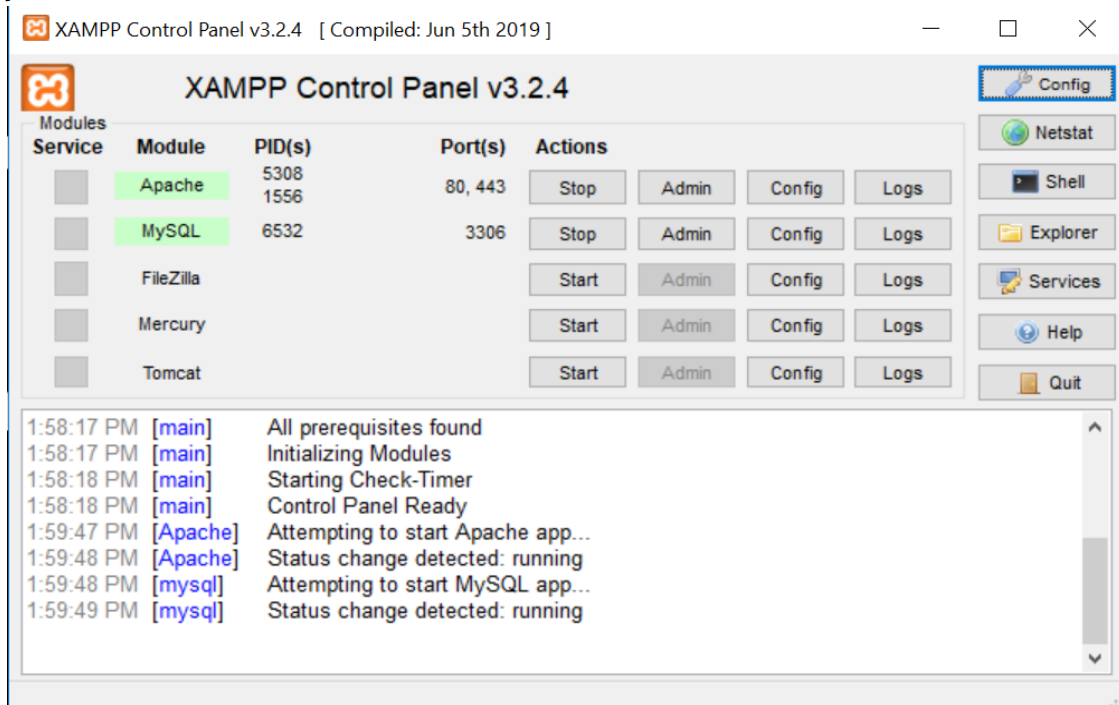 XAMPP Control Panel v3.2.4 [ Compiled: Jun 5th 2019 ]
XAMPP Control Panel v3.2.4
Config
Modules
Netstat
Service Module PID(s) Port(s) Actions
Apache 5308 1556 80, 443 Stop Admin Config Logs
Shell
MySQL 6532 3306 Stop Admin Config Logs
Explorer
FileZilla Start Admin Config Logs
Services
Mercury Start Admin Config Logs
Help
Tomcat Start Admin Config Logs
Quit
1:58:17 PM [main] All prerequisites found
1:58:17 PM [main] Initializing Modules
1:58:18 PM [main] Starting Check-Timer
1:58:18 PM [main] Control Panel Ready
1:59:47 PM [Apache] Attempting to start Apache app...
1:59:48 PM [Apache] Status change detected: running
1:59:48 PM [mysql] Attempting to start MySQL app...
1:59:49 PM [mysql] Status change detected: running